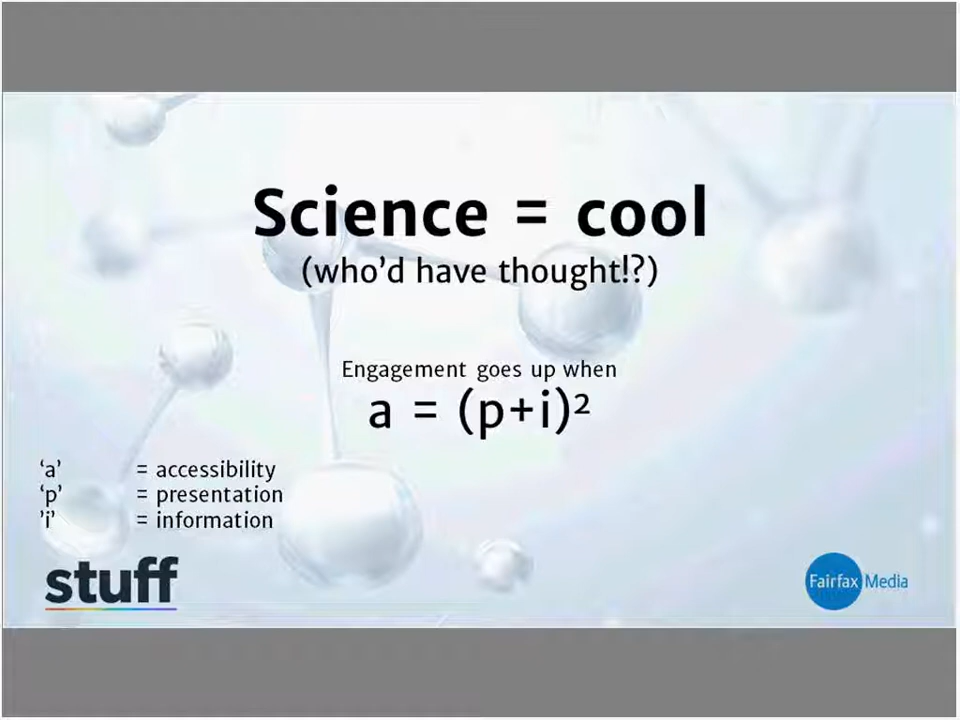 Science = cool
(who’d have thought!?)
Engagement goes up when
a = (p+i)²
‘a’ = accessibility
‘p’ = presentation
’i’ = information
stuff
Fairfax Media